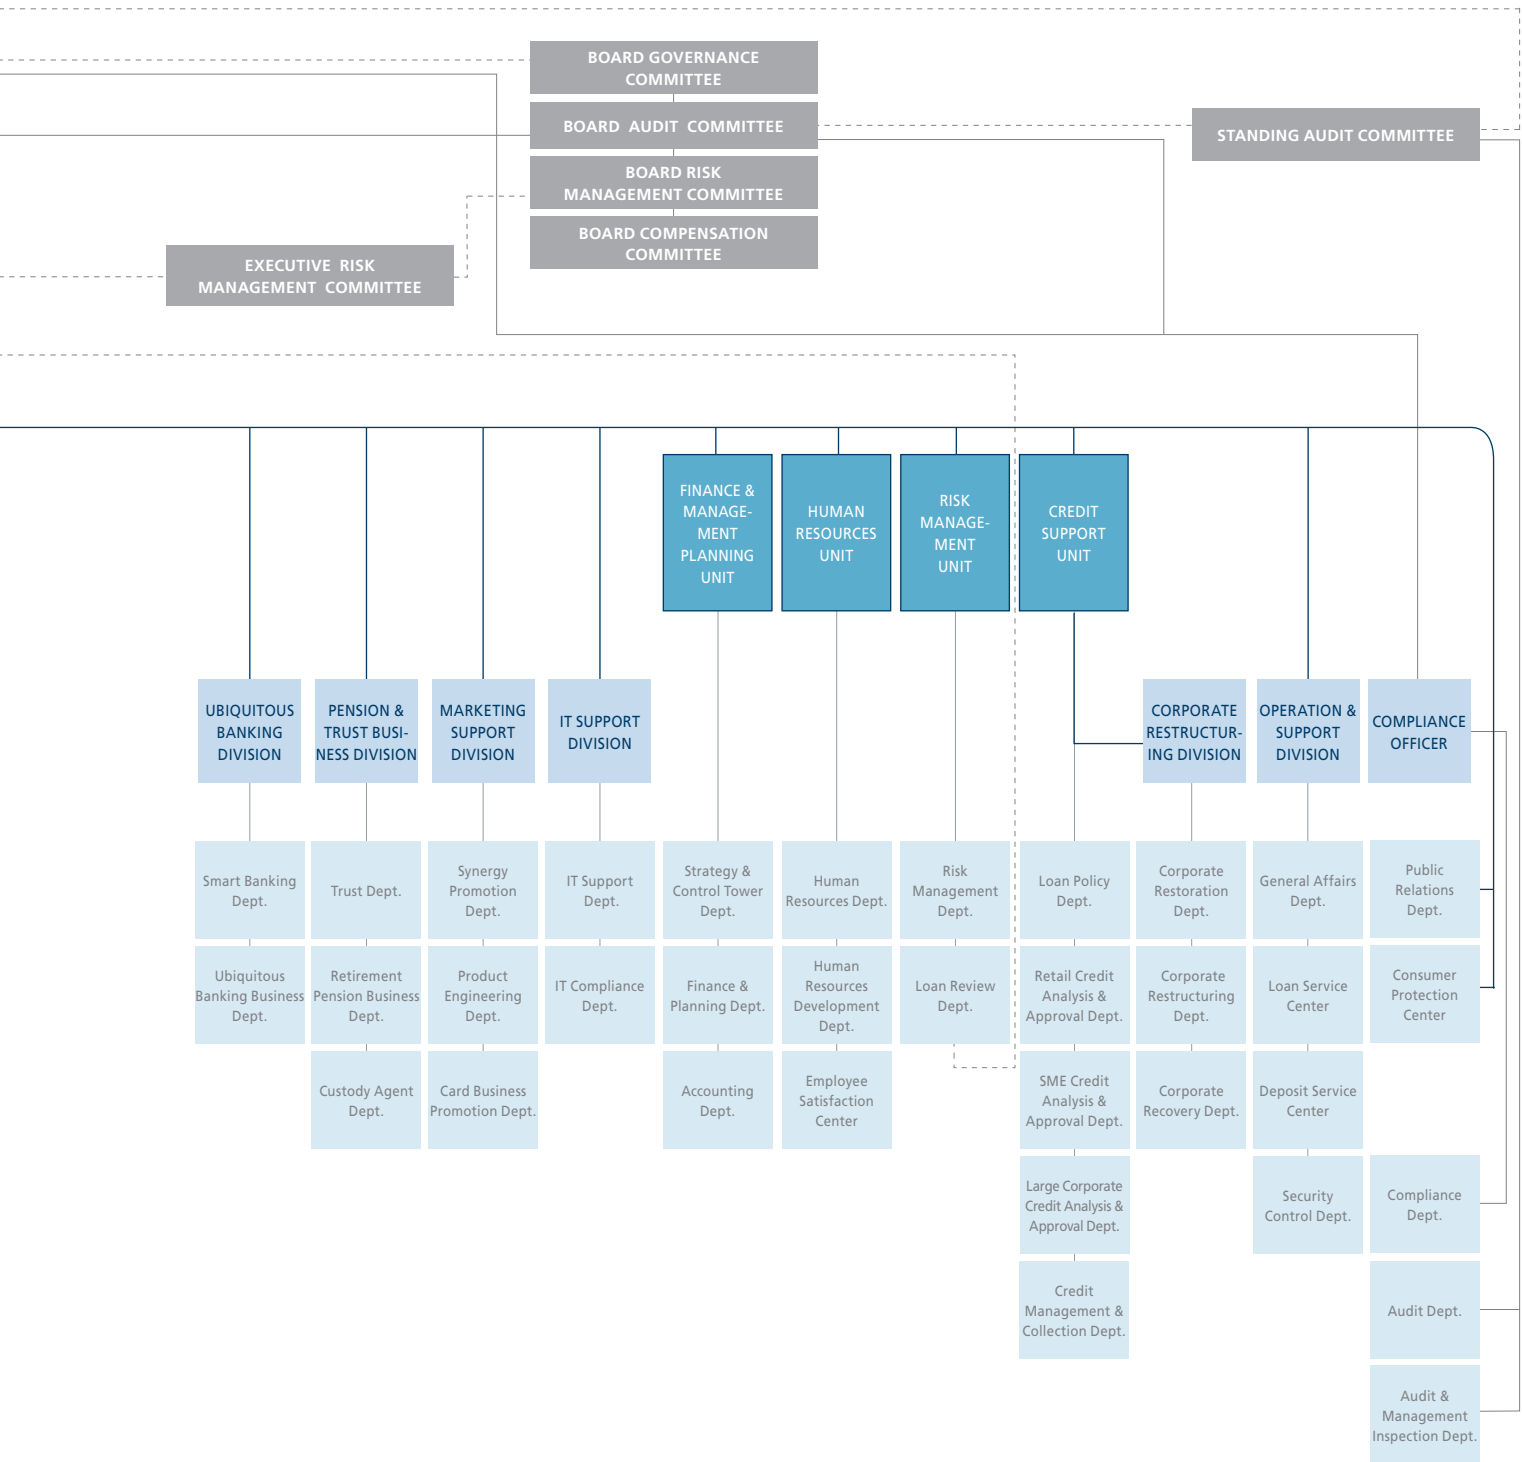 BOARD GOVERNANCE
COMMITTEE
BOARD AUDIT COMMITTEE
STANDING AUDIT COMMITTEE
BOARD RISK
MANAGEMENT COMMITTEE
BOARD COMPENSATION
COMMITTEE
EXECUTIVE RISK
MANAGEMENT COMMITTEE
FINANCE &
MANAGE-
MENT
PLANNING
UNIT
HUMAN
RESOURCES
UNIT
RISK
MANAGE-
MENT
UNIT
CREDIT
SUPPORT
UNIT
UBIQUITOUS
BANKING
DIVISION
PENSION &
TRUST BUSI-
NESS DIVISION
MARKETING
SUPPORT
DIVISION
IT SUPPORT
DIVISION
CORPORATE
RESTRUCTUR-
ING DIVISION
OPERATION &
SUPPORT
DIVISION
COMPLIANCE
OFFICER
Smart Banking
Dept.
Trust Dept.
Synergy
Promotion
Dept.
IT Support
Dept.
Strategy &
Control Tower
Dept.
Human
Resources Dept.
Risk
Management
Dept.
Loan Policy
Dept.
Corporate
Restoration
Dept.
General Affairs
Dept.
Public
Relations
Dept.
Ubiquitous
Banking Business
Dept.
Retirement
Pension Business
Dept.
Product
Engineering
Dept.
IT Compliance
Dept.
Finance &
Planning Dept.
Human
Resources
Development
Dept.
Loan Review
Dept.
Retail Credit
Analysis &
Approval Dept.
Corporate
Restructuring
Dept.
Loan Service
Center
Consumer
Protection
Center
Custody Agent
Dept.
Card Business
Promotion Dept.
Accounting
Dept.
Employee
Satisfaction
Center
SME Credit
Analysis &
Approval Dept.
Corporate
Recovery Dept.
Deposit Service
Center
Large Corporate
Credit Analysis &
Approval Dept.
Security
Control Dept.
Compliance
Dept.
Credit
Management &
Collection Dept.
Audit Dept.
Audit &
Management
Inspection Dept.